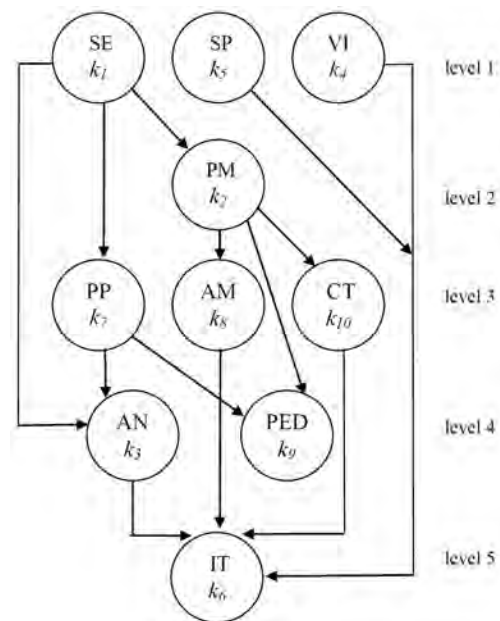 SE
k1
SP
k5
VI
k4
level 1
PM
k2
level 2
PP
k7
AM
k8
CT
k10
level 3
AN
k3
PED
k9
level 4
IT
k6
level 5